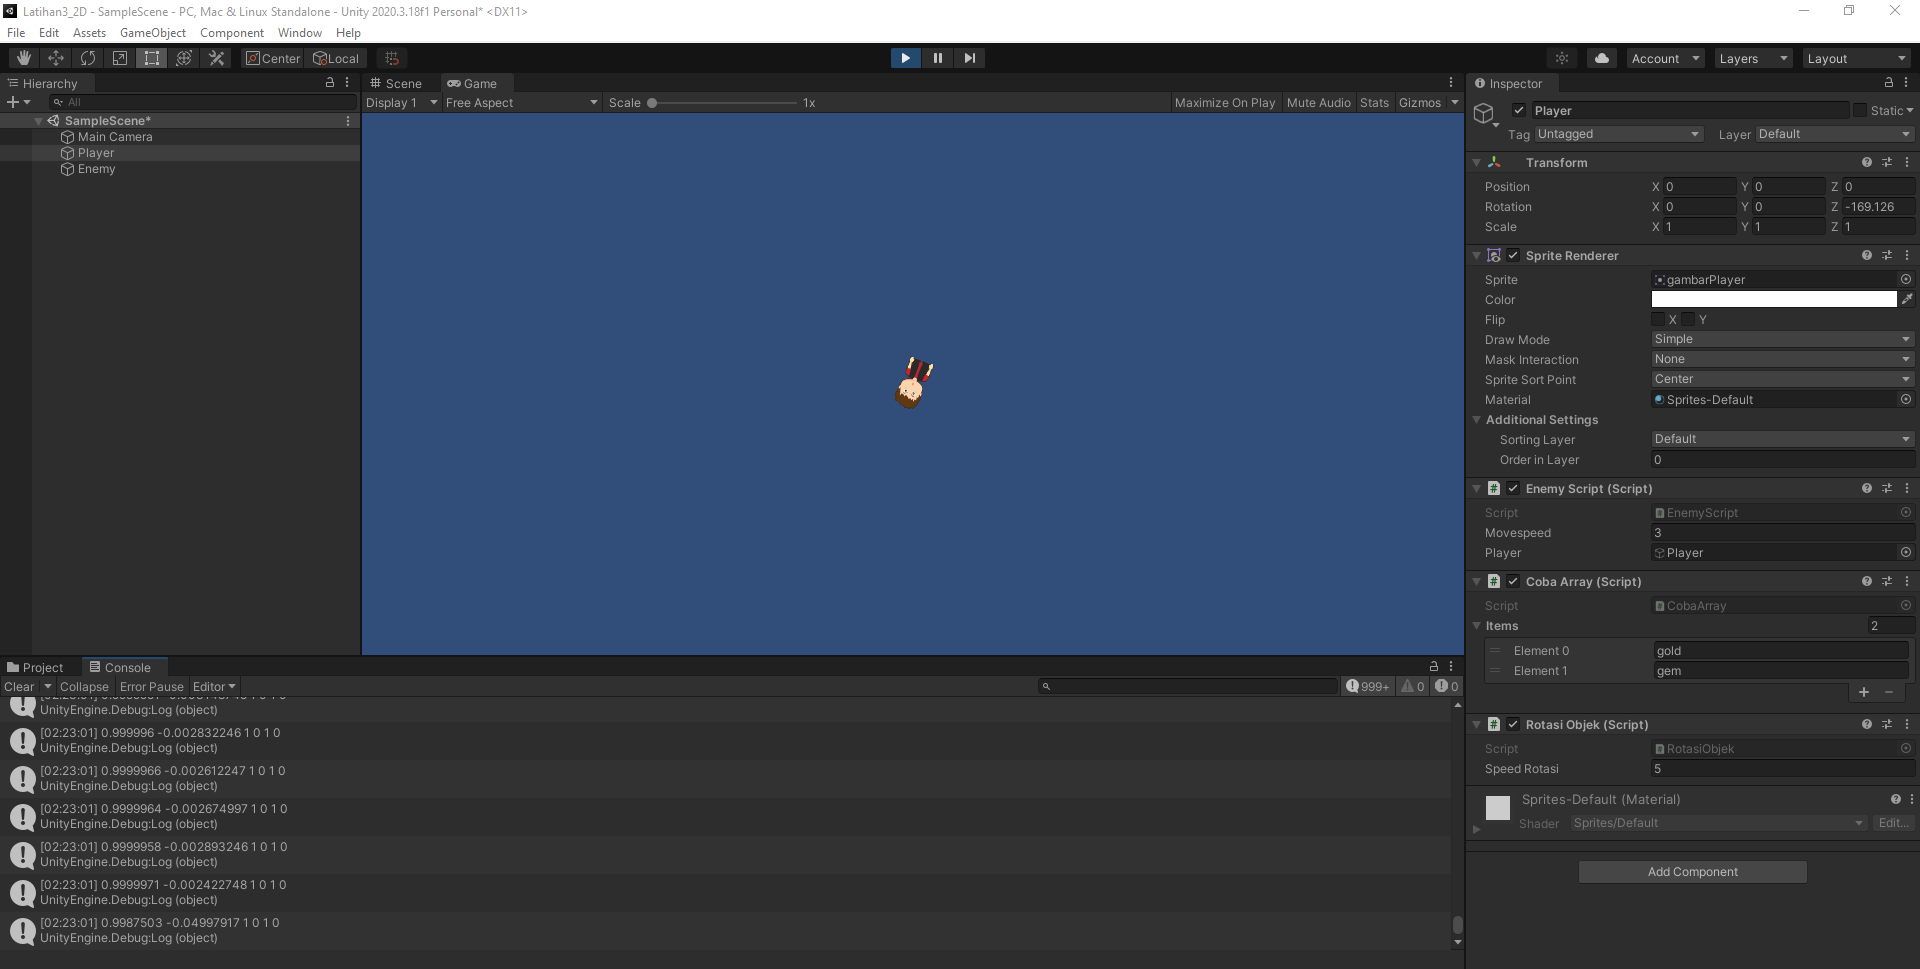 Latihan3_2D - SampleScene - PC, Mac & Linux Standalone - Unity 2020.3.18f1 Personal* <DX11>
File Edit Assets GameObject Component Window Help
Center Local
Account Layers Layout
Hierarchy
All
SampleScene*
Main Camera
Player
Enemy
Scene Game
Display 1 Free Aspect Scale 1x Maximize On Play Mute Audio Stats Gizmos
Inspector
Player Static
Tag Untagged Layer Default
Transform
Position X 0 Y 0 Z 0
Rotation X 0 Y 0 Z -169.126
Scale X 1 Y 1 Z 1
Sprite Renderer
Sprite gambarPlayer
Color
Flip X Y
Draw Mode Simple
Mask Interaction None
Sprite Sort Point Center
Material Sprites-Default
Additional Settings
Sorting Layer Default
Order in Layer 0
Enemy Script (Script)
Script EnemyScript
Movespeed 3
Player Player
Coba Array (Script)
Script CobaArray
Items 2
Element 0 gold
Element 1 gem
Rotasi Objek (Script)
Script RotasiObjek
Speed Rotasi 5
Sprites-Default (Material)
Shader Sprites/Default Edit...
Add Component
Project Console
Clear Collapse Error Pause Editor 999+ 0 0
UnityEngine.Debug:Log (object)
[02:23:01] 0.999996 -0.002832246 1 0 1 0
UnityEngine.Debug:Log (object)
[02:23:01] 0.9999966 -0.002612247 1 0 1 0
UnityEngine.Debug:Log (object)
[02:23:01] 0.9999964 -0.002674997 1 0 1 0
UnityEngine.Debug:Log (object)
[02:23:01] 0.9999958 -0.002893246 1 0 1 0
UnityEngine.Debug:Log (object)
[02:23:01] 0.9999971 -0.002422748 1 0 1 0
UnityEngine.Debug:Log (object)
[02:23:01] 0.9987503 -0.04997917 1 0 1 0
UnityEngine.Debug:Log (object)